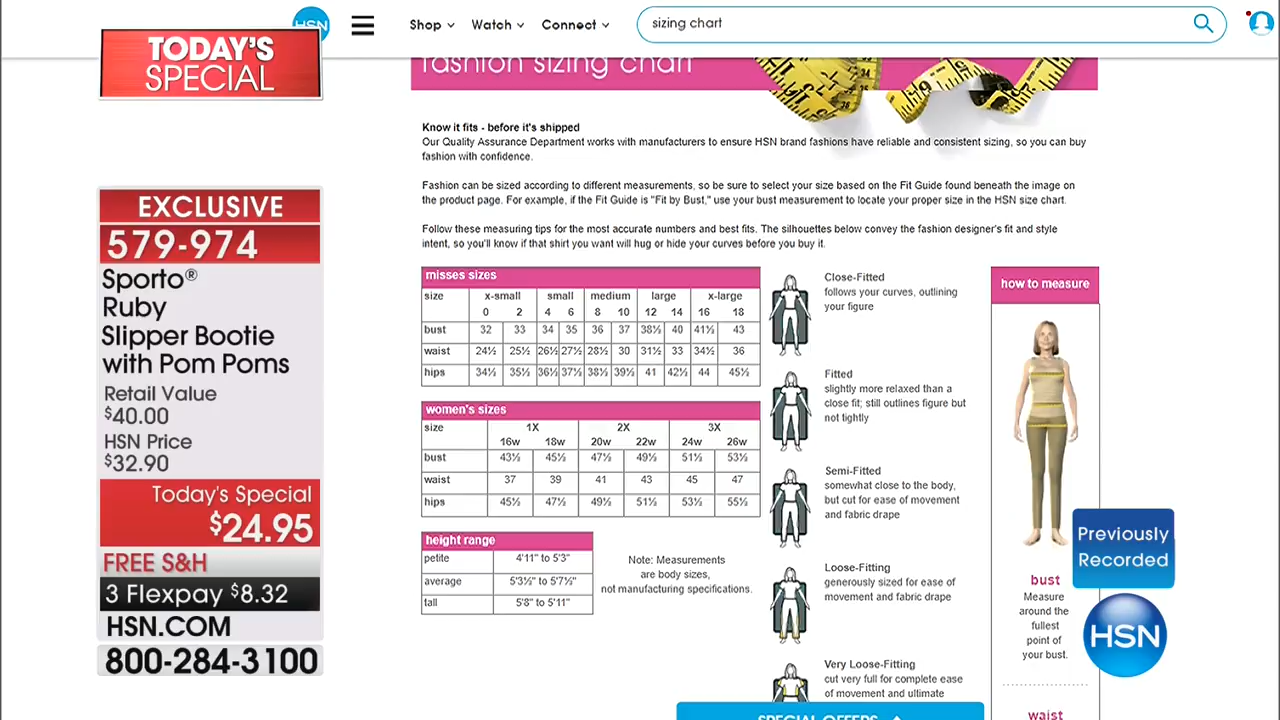 HSN
Shop
Watch
Connect
sizing chart
TODAY'S
SPECIAL
fashion sizing chart
Know it fits - before it's shipped
Our Quality Assurance Department works with manufacturers to ensure HSN brand fashions have reliable and consistent sizing, so you can buy
fashion with confidence.
Fashion can be sized according to different measurements, so be sure to select your size based on the Fit Guide found beneath the image on
the product page. For example, if the Fit Guide is "Fit by Bust," use your bust measurement to locate your proper size in the HSN size chart.
Follow these measuring tips for the most accurate numbers and best fits. The silhouettes below convey the fashion designer's fit and style
intent, so you'll know if that shirt you want will hug or hide your curves before you buy it.
EXCLUSIVE
579-974
Sporto®
Ruby
Slipper Bootie
with Pom Poms
Retail Value
$40.00
HSN Price
$32.90
Today's Special
$24.95
FREE S&H
3 Flexpay $8.32
HSN.COM
800-284-3100
misses sizes
size x-small small medium large x-large
0 2 4 6 8 10 12 14 16 18
bust 32 33 34 35 36 37 38½ 40 41½ 43
waist 24½ 25½ 26½ 27½ 28½ 30 31½ 33 34½ 36
hips 34½ 35½ 36½ 37½ 38½ 39½ 41 42½ 44 45½
women's sizes
size 1X 2X 3X
16w 18w 20w 22w 24w 26w
bust 43½ 45½ 47½ 49½ 51½ 53½
waist 37 39 41 43 45 47
hips 45½ 47½ 49½ 51½ 53½ 55½
height range
petite 4'11" to 5'3"
average 5'3½" to 5'7½"
tall 5'8" to 5'11"
Note: Measurements
are body sizes,
not manufacturing specifications.
Close-Fitted
follows your curves, outlining
your figure
Fitted
slightly more relaxed than a
close fit; still outlines figure but
not tightly
Semi-Fitted
somewhat close to the body,
but cut for ease of movement
and fabric drape
Loose-Fitting
generously sized for ease of
movement and fabric drape
Very Loose-Fitting
cut very full for complete ease
of movement and ultimate
how to measure
bust
Measure
around the
fullest
point of
your bust.
waist
Previously
Recorded
HSN
SPECIAL OFFERS